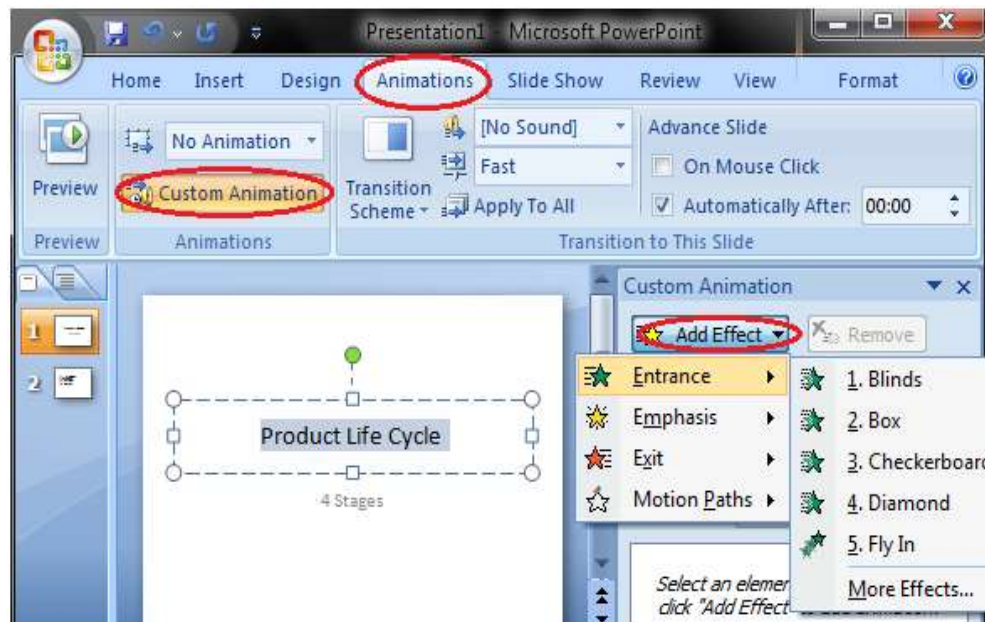 Presentation1 - Microsoft PowerPoint
Home Insert Design Animations Slide Show Review View Format
Preview
No Animation
Custom Animation
Transition
Scheme
[No Sound]
Fast
Apply To All
Advance Slide
On Mouse Click
Automatically After: 00:00
Preview Animations Transition to This Slide
Custom Animation
Add Effect Remove
1
2
Product Life Cycle
4 Stages
Entrance
Emphasis
Exit
Motion Paths
1. Blinds
2. Box
3. Checkerboard
4. Diamond
5. Fly In
More Effects...
Select an
click "Add Effect"